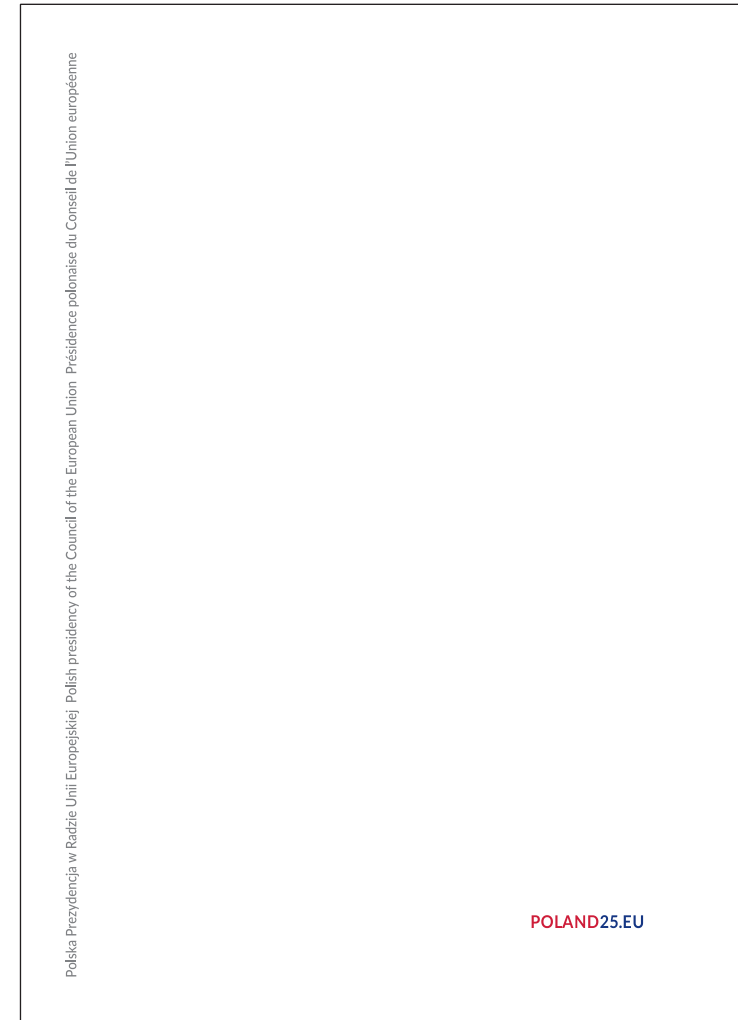 Polska Prezydencja w Radzie Unii Europejskiej Polish presidency of the Council of the European Union Présidence polonaise du Conseil de l'Union européenne
POLAND25.EU